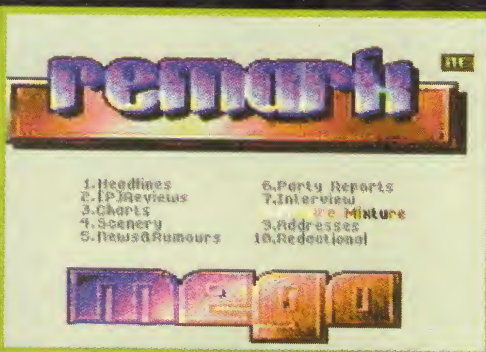 remark
1.Headlines
2.[P]Reviews
3.Charts
4.Scenery
5.News&Rumours
6.Party Reports
7.Interview
Mixture
9.Addresses
10.Redactional